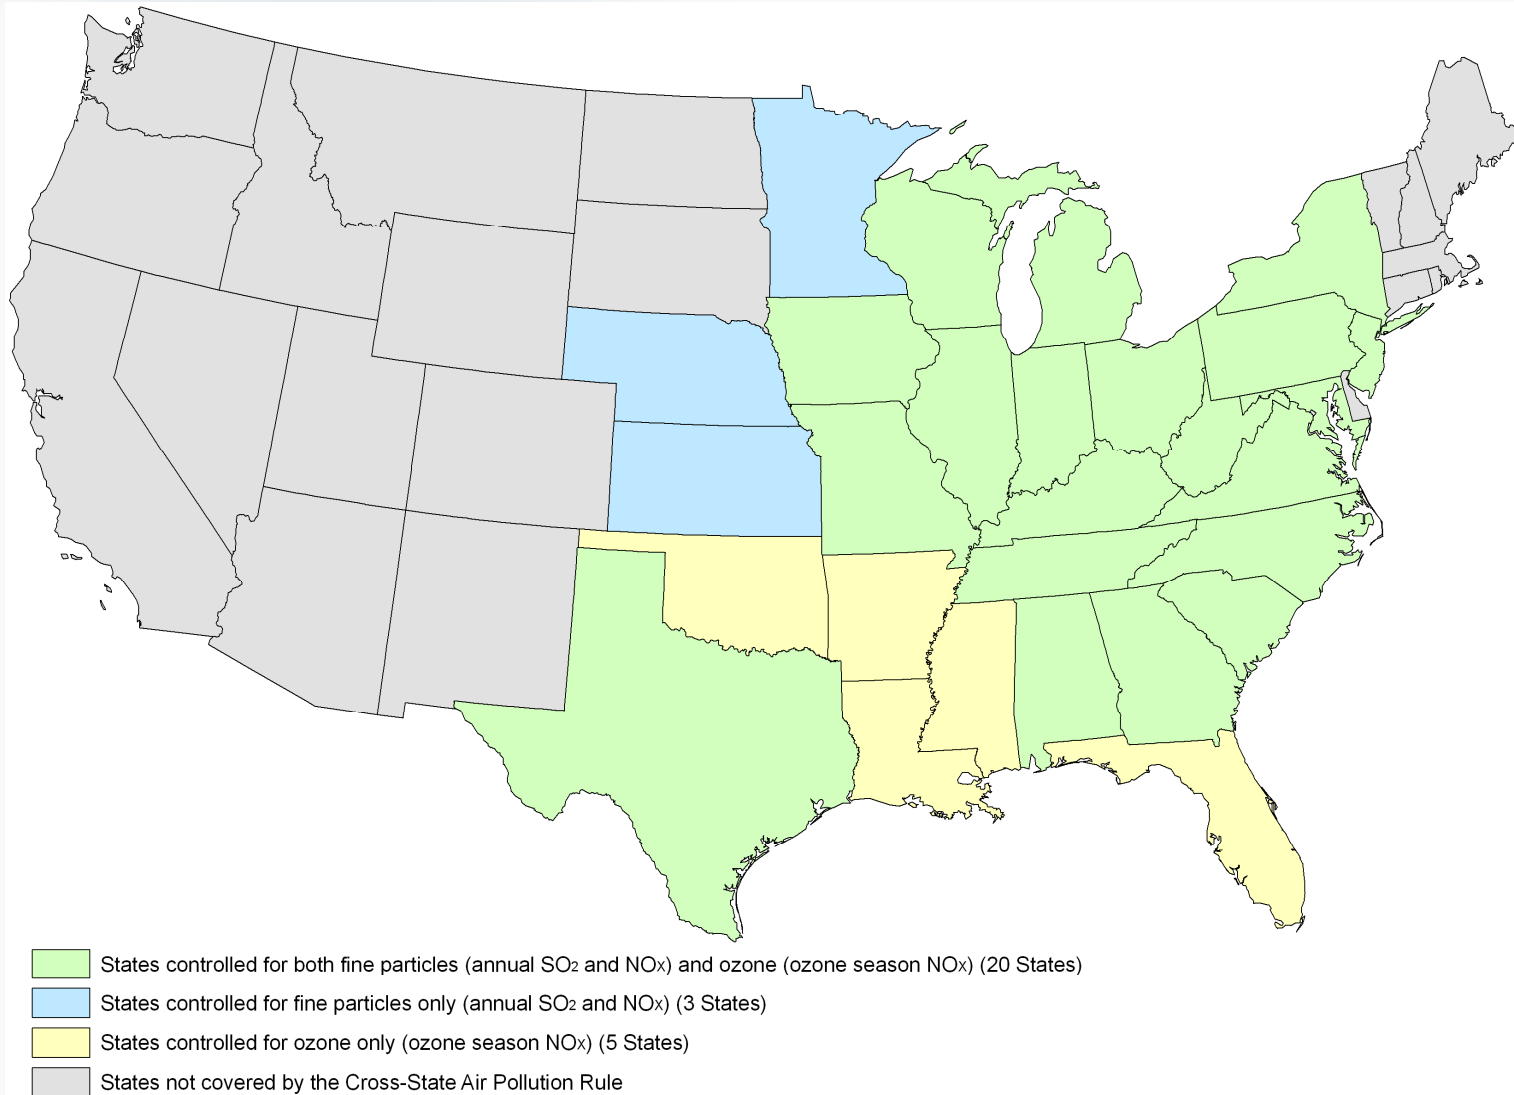 States controlled for both fine particles (annual SO2 and NOX) and ozone (ozone season NOX) (20 States)
States controlled for fine particles only (annual SO2 and NOX) (3 States)
States controlled for ozone only (ozone season NOX) (5 States)
States not covered by the Cross-State Air Pollution Rule